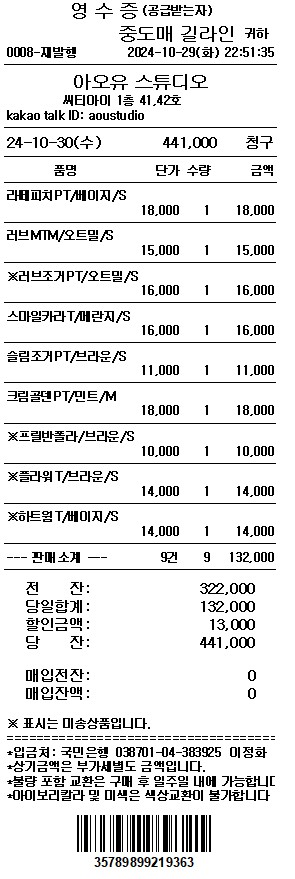 영 수 증 (공급받는자)
중도매 길라인 귀하
0008-재발행 2024-10-29(화) 22:51:35
아오유 스튜디오
씨티아이 1층 41,42호
kakao talk ID: aoustudio
24-10-30(수) 441,000 청구
품명 단가 수량 금액
라떼피치PT/베이지/S
18,000 1 18,000
러브MTM/오트밀/S
15,000 1 15,000
※러브조거PT/오트밀/S
16,000 1 16,000
스마일카라T/메란지/S
16,000 1 16,000
슬림조거PT/브라운/S
11,000 1 11,000
크림골덴PT/민트/M
18,000 1 18,000
※프릴반폴라/브라운/S
10,000 1 10,000
※플라워T/브라운/S
14,000 1 14,000
※하트웜T/베이지/S
14,000 1 14,000
--- 판매 소계 --- 9건 9 132,000
전 잔: 322,000
당일합계: 132,000
할인금액: 13,000
당 잔: 441,000
매입전잔: 0
매입잔액: 0
※ 표시는 미송상품입니다.
*입금처: 국민은행 038701-04-383925 이정화
*상기금액은 부가세별도 금액입니다.
*불량 포함 교환은 구매 후 일주일 내에 가능합니다
*아이보리칼라 및 미색은 색상교환이 불가합니다
35789899219363